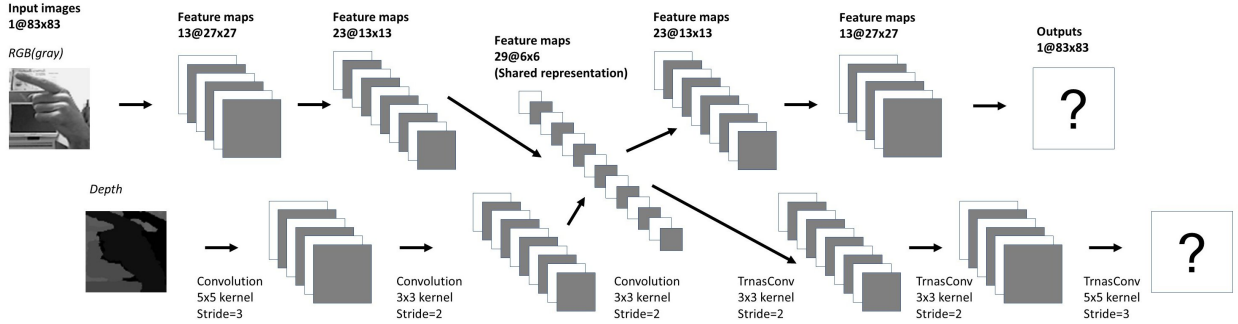 Input images
1@83x83
RGB(gray)
Feature maps
13@27x27
Feature maps
23@13x13
Feature maps
29@6x6
(Shared representation)
Feature maps
23@13x13
Feature maps
13@27x27
Outputs
1@83x83
?
Depth
Convolution
5x5 kernel
Stride=3
Convolution
3x3 kernel
Stride=2
Convolution
3x3 kernel
Stride=2
TrnasConv
3x3 kernel
Stride=2
TrnasConv
3x3 kernel
Stride=2
TrnasConv
5x5 kernel
Stride=3
?